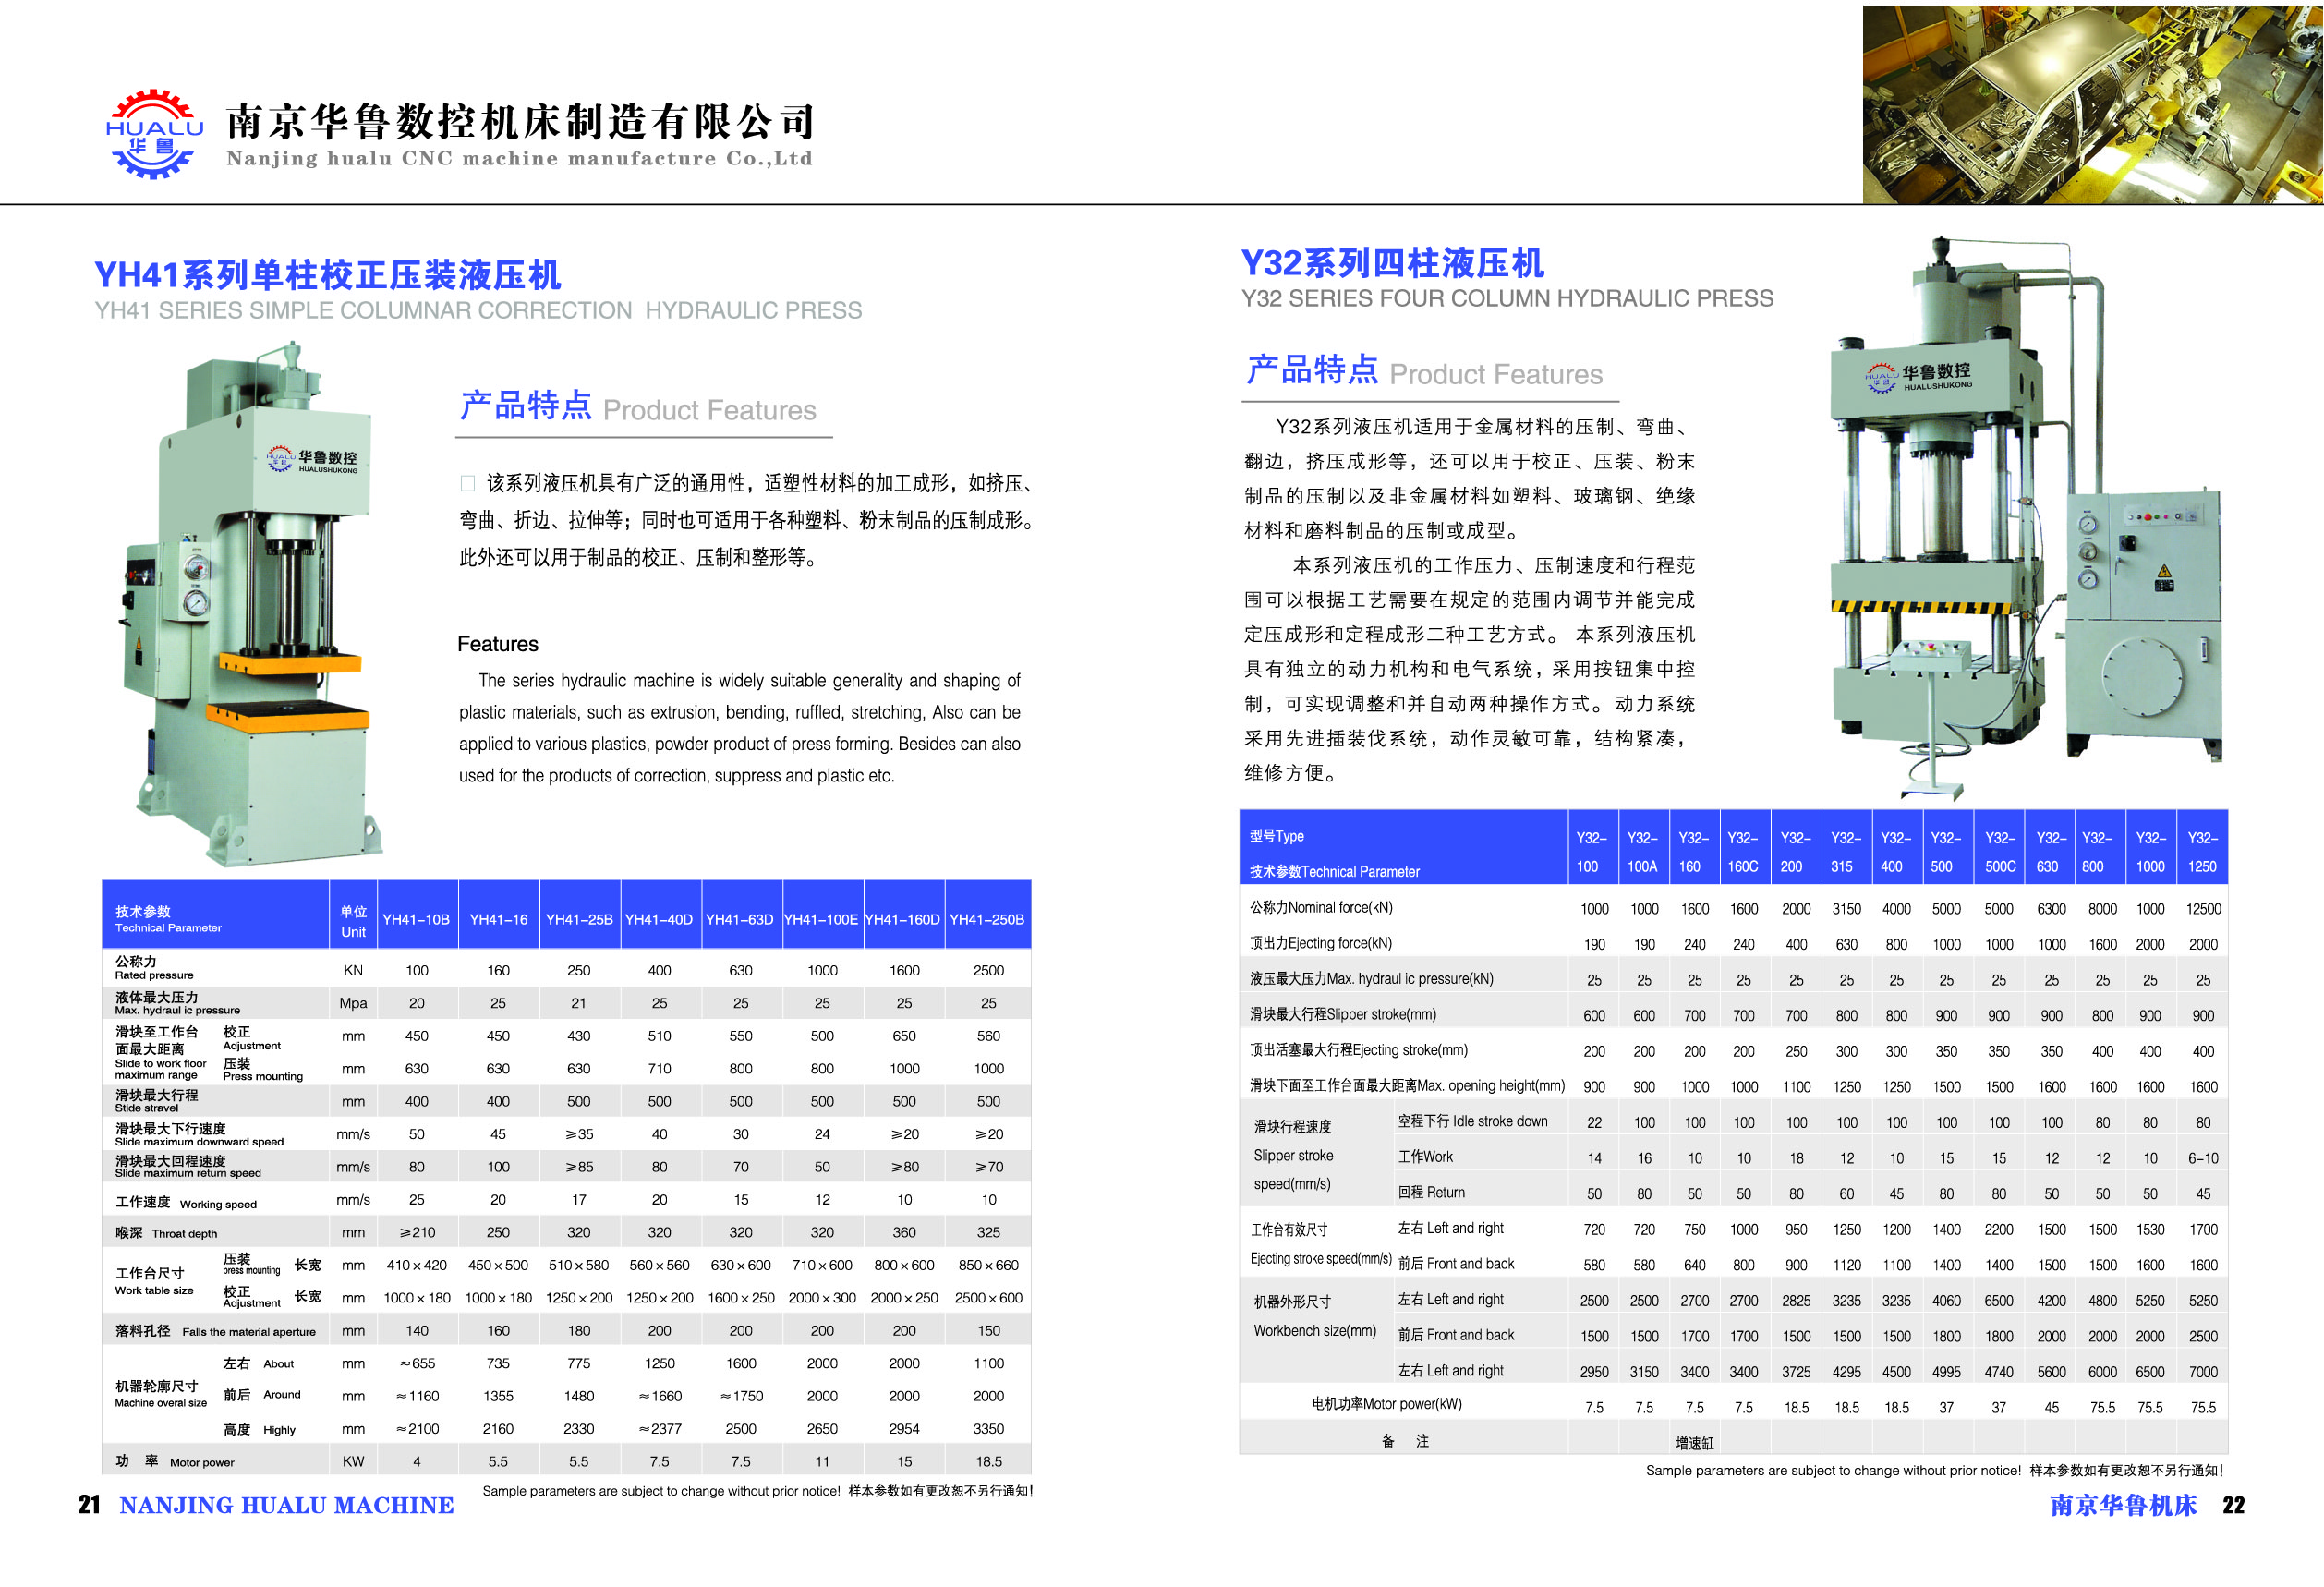 HUALU
华鲁
南京华鲁数控机床制造有限公司
Nanjing hualu CNC machine manufacture Co.,Ltd
YH41系列单柱校正压装液压机
YH41 SERIES SIMPLE COLUMNAR CORRECTION HYDRAULIC PRESS
华鲁数控
HUALUSHUKONG
产品特点 Product Features
□ 该系列液压机具有广泛的通用性，适塑性材料的加工成形，如挤压、
弯曲、折边、拉伸等；同时也可适用于各种塑料、粉末制品的压制成形。
此外还可以用于制品的校正、压制和整形等。
Features
The series hydraulic machine is widely suitable generality and shaping of
plastic materials, such as extrusion, bending, ruffled, stretching, Also can be
applied to various plastics, powder product of press forming. Besides can also
used for the products of correction, suppress and plastic etc.
技术参数 Technical Parameter 单位 Unit YH41-10B YH41-16 YH41-25B YH41-40D YH41-63D YH41-100E YH41-160D YH41-250B
公称力 Rated pressure KN 100 160 250 400 630 1000 1600 2500
液体最大压力 Max. hydraul ic pressure Mpa 20 25 21 25 25 25 25 25
滑块至工作台面最大距离 Slide to work floor maximum range 校正 Adjustment mm 450 450 430 510 550 500 650 560
压装 Press mounting mm 630 630 630 710 800 800 1000 1000
滑块最大行程 Stide stravel mm 400 400 500 500 500 500 500 500
滑块最大下行速度 Slide maximum downward speed mm/s 50 45 ≥35 40 30 24 ≥20 ≥20
滑块最大回程速度 Slide maximum return speed mm/s 80 100 ≥85 80 70 50 ≥80 ≥70
工作速度 Working speed mm/s 25 20 17 20 15 12 10 10
喉深 Throat depth mm ≥210 250 320 320 320 320 360 325
工作台尺寸 Work table size 压装 press mounting 长宽 mm 410×420 450×500 510×580 560×560 630×600 710×600 800×600 850×660
校正 Adjustment 长宽 mm 1000×180 1000×180 1250×200 1250×200 1600×250 2000×300 2000×250 2500×600
落料孔径 Falls the material aperture mm 140 160 180 200 200 200 200 150
机器轮廓尺寸 Machine overal size 左右 About mm ≈655 735 775 1250 1600 2000 2000 1100
前后 Around mm ≈1160 1355 1480 ≈1660 ≈1750 2000 2000 2000
高度 Highly mm ≈2100 2160 2330 ≈2377 2500 2650 2954 3350
功 率 Motor power KW 4 5.5 5.5 7.5 7.5 11 15 18.5
Sample parameters are subject to change without prior notice! 样本参数如有更改恕不另行通知！
21 NANJING HUALU MACHINE
Y32系列四柱液压机
Y32 SERIES FOUR COLUMN HYDRAULIC PRESS
HUALU
华鲁
华鲁数控
HUALUSHUKONG
产品特点 Product Features
Y32系列液压机适用于金属材料的压制、弯曲、
翻边，挤压成形等，还可以用于校正、压装、粉末
制品的压制以及非金属材料如塑料、玻璃钢、绝缘
材料和磨料制品的压制或成型。
本系列液压机的工作压力、压制速度和行程范
围可以根据工艺需要在规定的范围内调节并能完成
定压成形和定程成形二种工艺方式。 本系列液压机
具有独立的动力机构和电气系统，采用按钮集中控
制，可实现调整和并自动两种操作方式。动力系统
采用先进插装伐系统，动作灵敏可靠，结构紧凑，
维修方便。
型号Type 技术参数Technical Parameter Y32-100 Y32-100A Y32-160 Y32-160C Y32-200 Y32-315 Y32-400 Y32-500 Y32-500C Y32-630 Y32-800 Y32-1000 Y32-1250
公称力Nominal force(kN) 1000 1000 1600 1600 2000 3150 4000 5000 5000 6300 8000 1000 12500
顶出力Ejecting force(kN) 190 190 240 240 400 630 800 1000 1000 1000 1600 2000 2000
液压最大压力Max. hydraul ic pressure(kN) 25 25 25 25 25 25 25 25 25 25 25 25 25
滑块最大行程Slipper stroke(mm) 600 600 700 700 700 800 800 900 900 900 800 900 900
顶出活塞最大行程Ejecting stroke(mm) 200 200 200 200 250 300 300 350 350 350 400 400 400
滑块下面至工作台面最大距离Max. opening height(mm) 900 900 1000 1000 1100 1250 1250 1500 1500 1600 1600 1600 1600
滑块行程速度 Slipper stroke speed(mm/s) 空程下行 Idle stroke down 22 100 100 100 100 100 100 100 100 100 80 80 80
工作Work 14 16 10 10 18 12 10 15 15 12 12 10 6-10
回程 Return 50 80 50 50 80 60 45 80 80 50 50 50 45
工作台有效尺寸 Ejecting stroke speed(mm/s) 左右 Left and right 720 720 750 1000 950 1250 1200 1400 2200 1500 1500 1530 1700
前后 Front and back 580 580 640 800 900 1120 1100 1400 1400 1500 1500 1600 1600
机器外形尺寸 Workbench size(mm) 左右 Left and right 2500 2500 2700 2700 2825 3235 3235 4060 6500 4200 4800 5250 5250
前后 Front and back 1500 1500 1700 1700 1500 1500 1500 1800 1800 2000 2000 2000 2500
左右 Left and right 2950 3150 3400 3400 3725 4295 4500 4995 4740 5600 6000 6500 7000
电机功率Motor power(kW) 7.5 7.5 7.5 7.5 18.5 18.5 18.5 37 37 45 75.5 75.5 75.5
备 注 增速缸
Sample parameters are subject to change without prior notice! 样本参数如有更改恕不另行通知！
南京华鲁机床 22